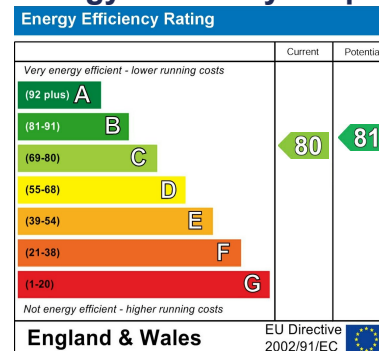 Energy Efficiency Rating
Current Potential
Very energy efficient - lower running costs
(92 plus) A
(81-91) B
(69-80) C
(55-68) D
(39-54) E
(21-38) F
(1-20) G
80
81
Not energy efficient - higher running costs
England & Wales
EU Directive
2002/91/EC